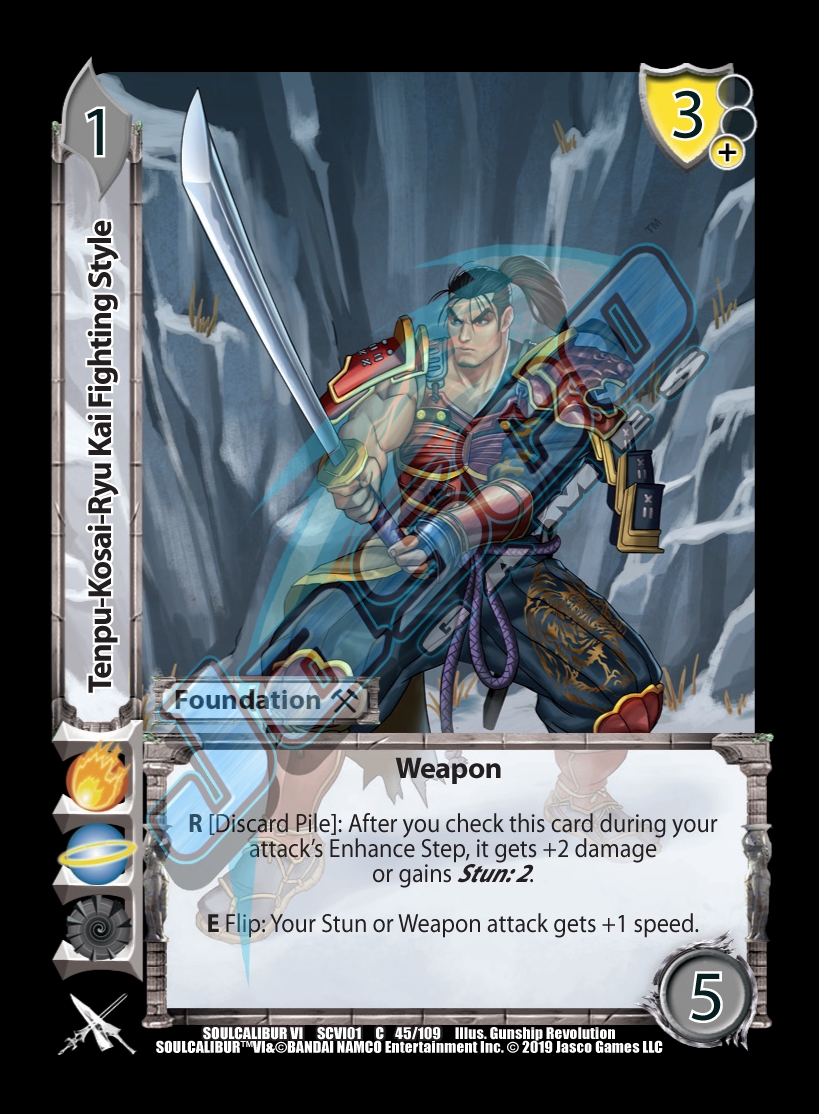 1
3
+
Tenpu-Kosai-Ryu Kai Fighting Style
TM
JASCO
GAMES
Foundation
Weapon
R [Discard Pile]: After you check this card during your
attack's Enhance Step, it gets +2 damage
or gains Stun: 2.
E Flip: Your Stun or Weapon attack gets +1 speed.
5
SOULCALIBUR VI SCVI01 C 45/109 Illus. Gunship Revolution
SOULCALIBUR™VI&©BANDAI NAMCO Entertainment Inc. © 2019 Jasco Games LLC